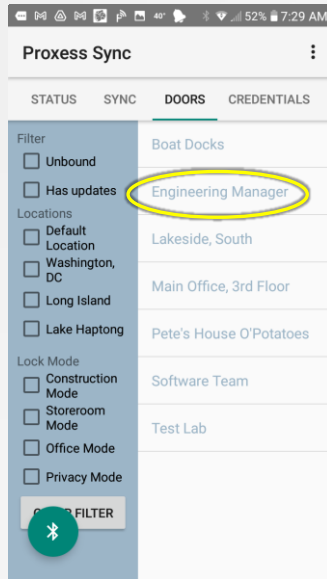 40° 52% 7:29 AM
Proxess Sync
STATUS SYNC DOORS CREDENTIALS
Filter
Unbound
Has updates
Locations
Default
Location
Washington,
DC
Long Island
Lake Haptong
Lock Mode
Construction
Mode
Storeroom
Mode
Office Mode
Privacy Mode
FILTER
Boat Docks
Engineering Manager
Lakeside, South
Main Office, 3rd Floor
Pete's House O'Potatoes
Software Team
Test Lab